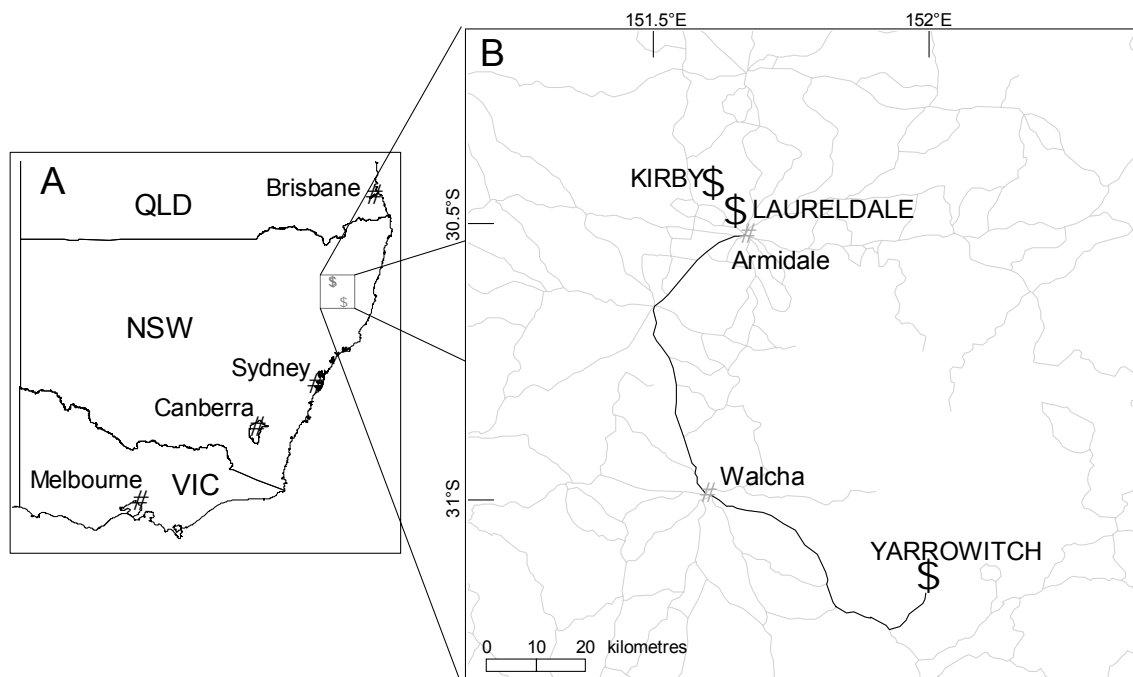 151.5°E
152°E
B
A
Brisbane #
QLD
KIRBY $
$ LAURELDALE
30.5°S
#
Armidale
$
$
NSW
Sydney
#
Canberra
#
Walcha
#
31°S
Melbourne
#
VIC
YARROWITCH
$
0 10 20 kilometres